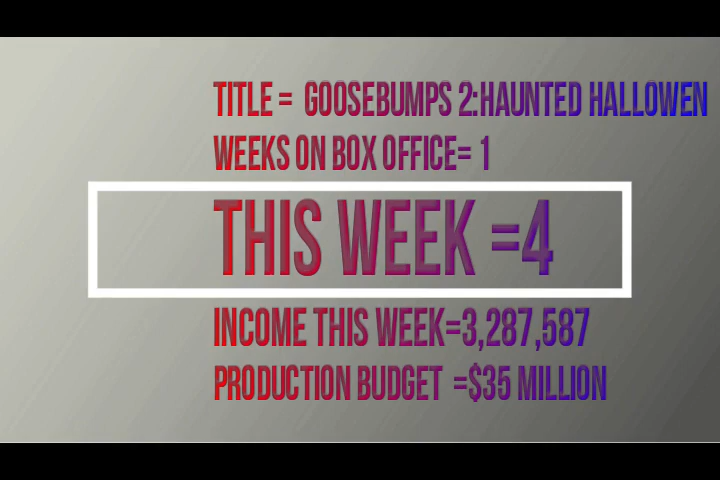 TITLE = GOOSEBUMPS 2:HAUNTED HALLOWEN
WEEKS ON BOX OFFICE= 1
THIS WEEK =4
INCOME THIS WEEK=3,287,587
PRODUCTION BUDGET =$35 MILLION